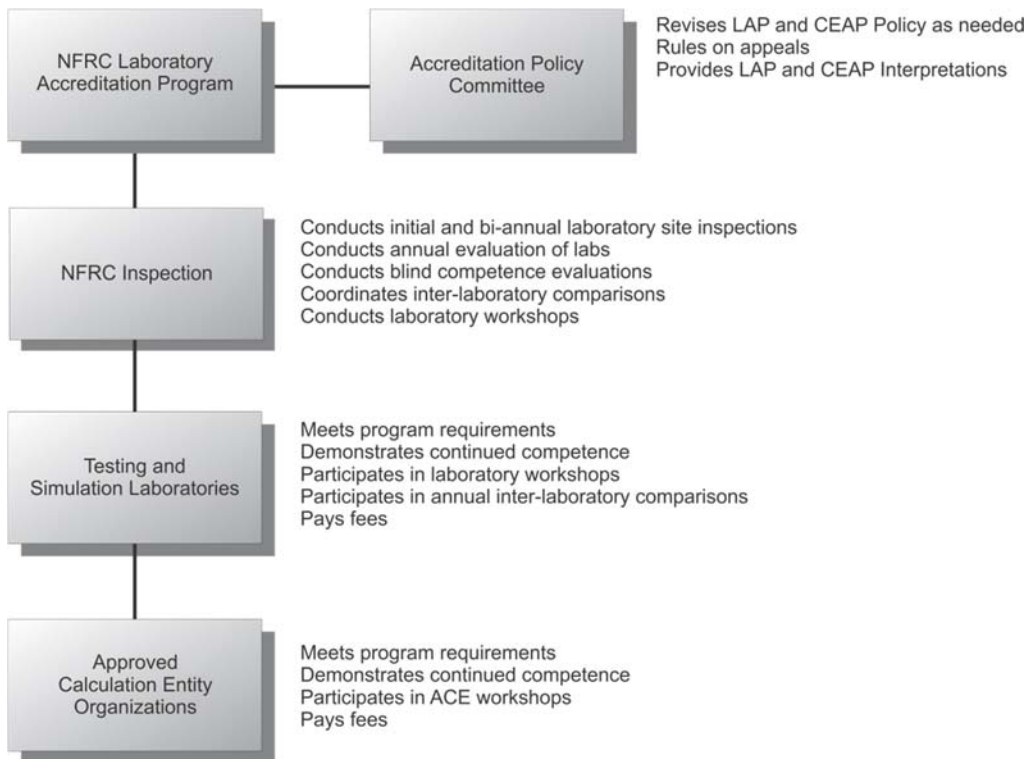 NFRC Laboratory
Accreditation Program
Accreditation Policy
Committee
Revises LAP and CEAP Policy as needed
Rules on appeals
Provides LAP and CEAP Interpretations
NFRC Inspection
Conducts initial and bi-annual laboratory site inspections
Conducts annual evaluation of labs
Conducts blind competence evaluations
Coordinates inter-laboratory comparisons
Conducts laboratory workshops
Testing and
Simulation Laboratories
Meets program requirements
Demonstrates continued competence
Participates in laboratory workshops
Participates in annual inter-laboratory comparisons
Pays fees
Approved
Calculation Entity
Organizations
Meets program requirements
Demonstrates continued competence
Participates in ACE workshops
Pays fees